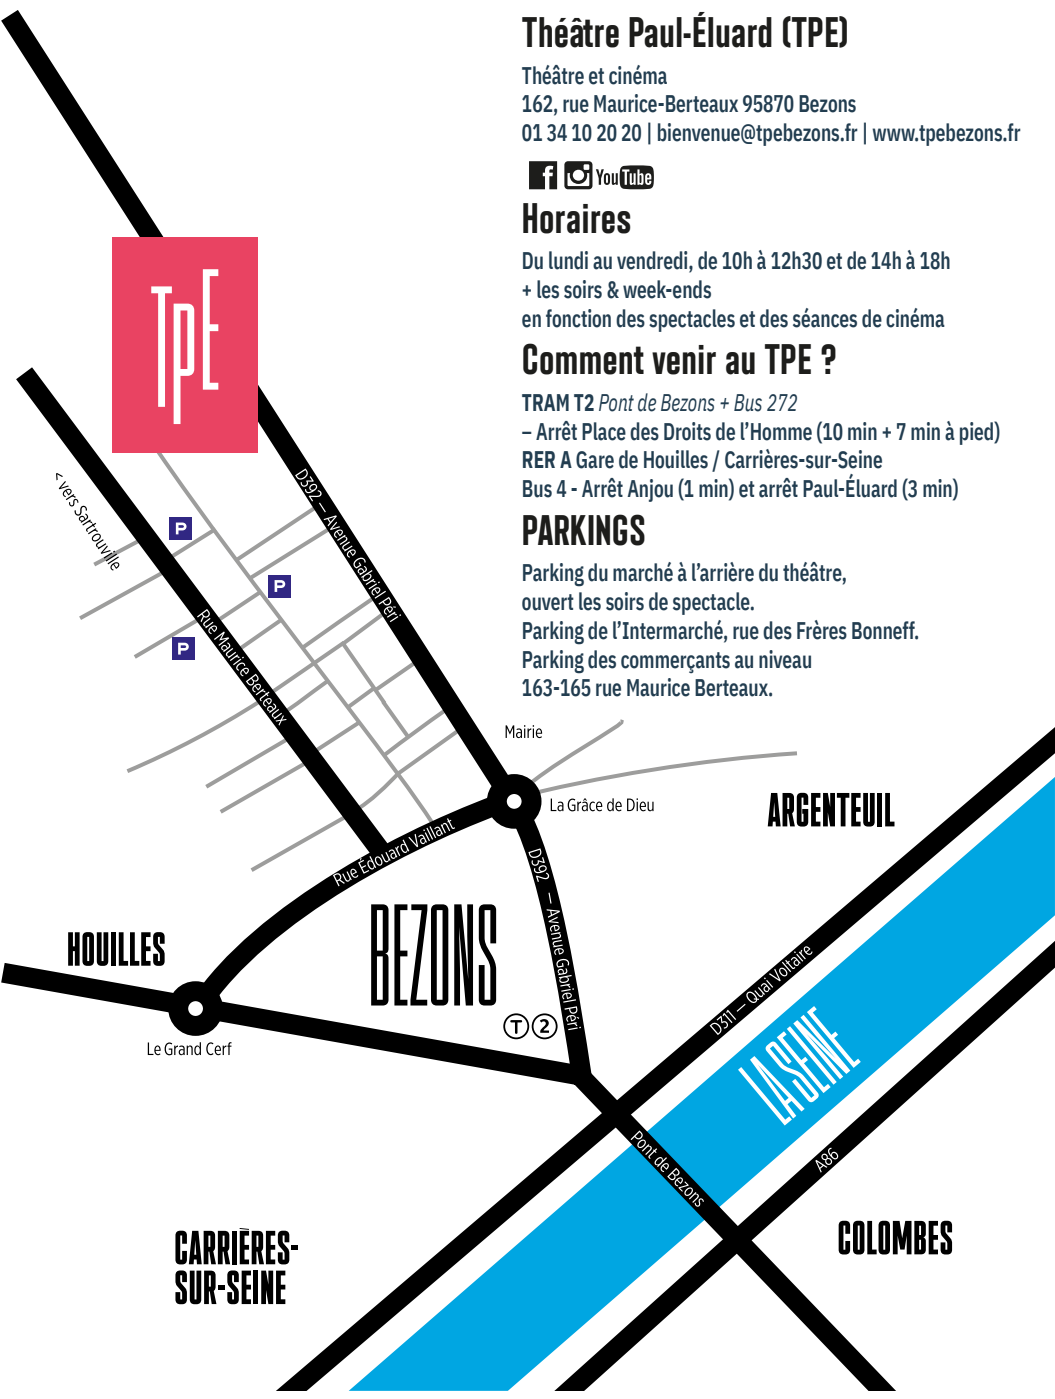 Théâtre Paul-Éluard (TPE)
Théâtre et cinéma
162, rue Maurice-Berteaux 95870 Bezons
01 34 10 20 20 | bienvenue@tpebezons.fr | www.tpebezons.fr
f YouTube
Horaires
Du lundi au vendredi, de 10h à 12h30 et de 14h à 18h
+ les soirs & week-ends
en fonction des spectacles et des séances de cinéma
Comment venir au TPE ?
TRAM T2 Pont de Bezons + Bus 272
– Arrêt Place des Droits de l’Homme (10 min + 7 min à pied)
RER A Gare de Houilles / Carrières-sur-Seine
Bus 4 - Arrêt Anjou (1 min) et arrêt Paul-Éluard (3 min)
PARKINGS
Parking du marché à l’arrière du théâtre,
ouvert les soirs de spectacle.
Parking de l’Intermarché, rue des Frères Bonneff.
Parking des commerçants au niveau
163-165 rue Maurice Berteaux.
TPE
< vers Sartrouville
D392 — Avenue Gabriel Péri
P
P
P
Rue Maurice Berteaux
Mairie
La Grâce de Dieu
ARGENTEUIL
Rue Édouard Vaillant
D392 — Avenue Gabriel Péri
BEZONS
HOUILLES
T 2
Le Grand Cerf
D311 — Quai Voltaire
LA SEINE
Pont de Bezons
A86
COLOMBES
CARRIÈRES-
SUR-SEINE